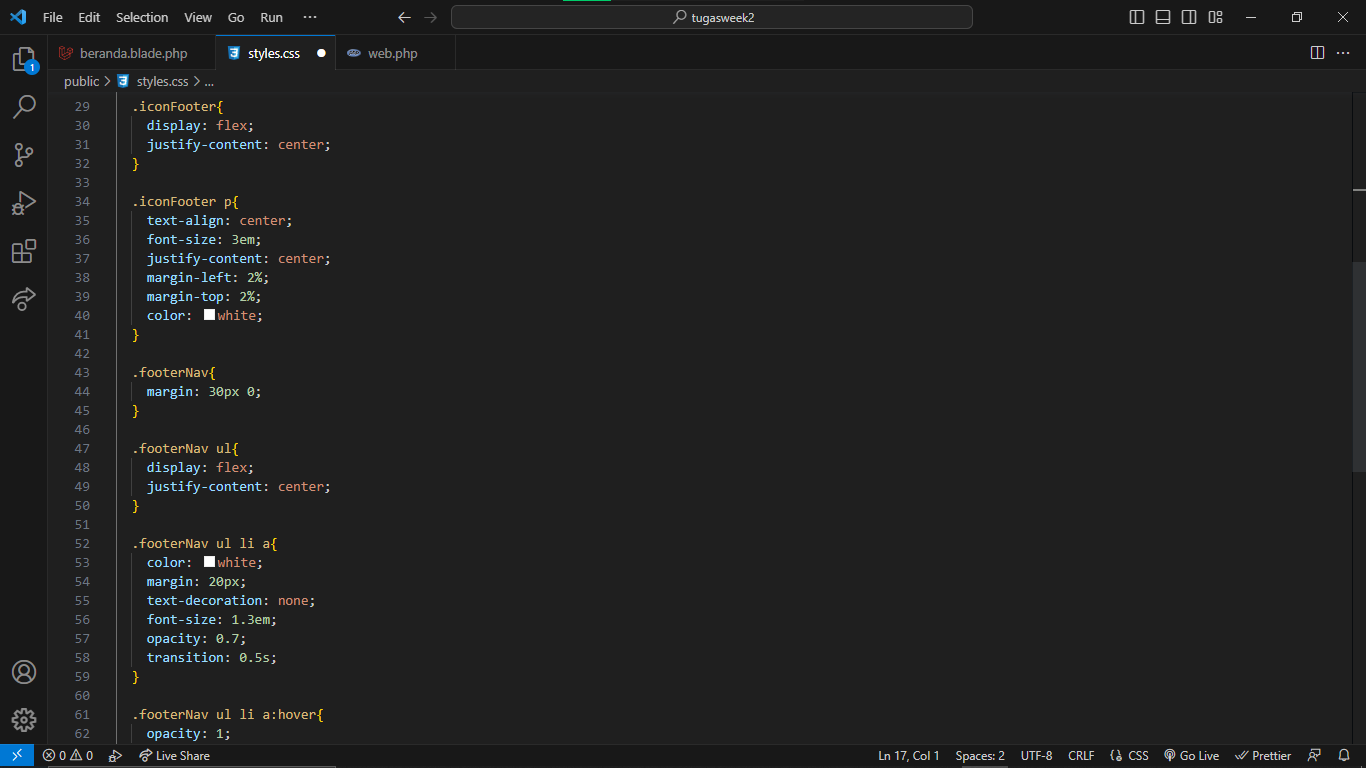 File Edit Selection View Go Run ··· tugasweek2
beranda.blade.php styles.css web.php
public > styles.css > ...
1
29 .iconFooter{
30 display: flex;
31 justify-content: center;
32 }
33
34 .iconFooter p{
35 text-align: center;
36 font-size: 3em;
37 justify-content: center;
38 margin-left: 2%;
39 margin-top: 2%;
40 color: white;
41 }
42
43 .footerNav{
44 margin: 30px 0;
45 }
46
47 .footerNav ul{
48 display: flex;
49 justify-content: center;
50 }
51
52 .footerNav ul li a{
53 color: white;
54 margin: 20px;
55 text-decoration: none;
56 font-size: 1.3em;
57 opacity: 0.7;
58 transition: 0.5s;
59 }
60
61 .footerNav ul li a:hover{
62 opacity: 1;
0 0 Live Share Ln 17, Col 1 Spaces: 2 UTF-8 CRLF {} CSS Go Live Prettier